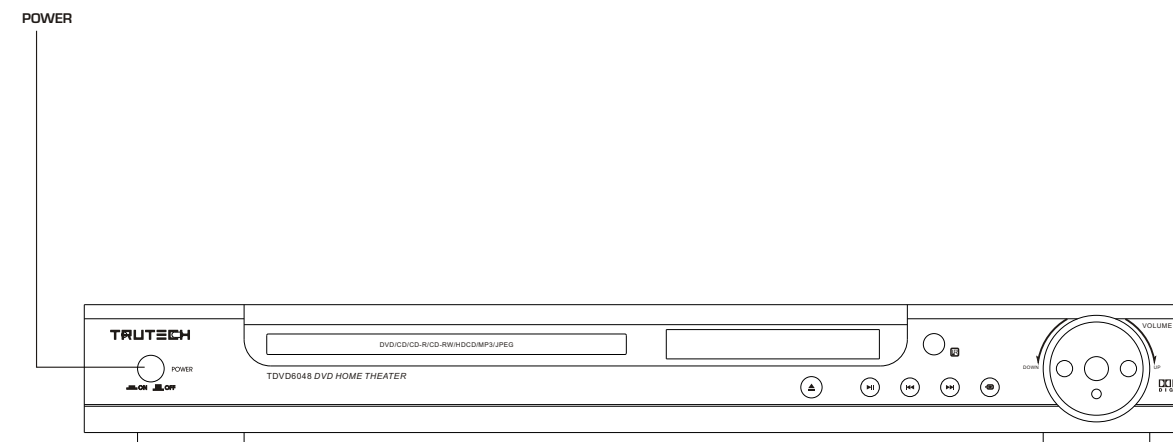 POWER
TRUTECH
VOLUME
DVD/CD/CD-R/CD-RW/HDCD/MP3/JPEG
POWER
DOWN
UP
TDVD6048 DVD HOME THEATER
ON OFF